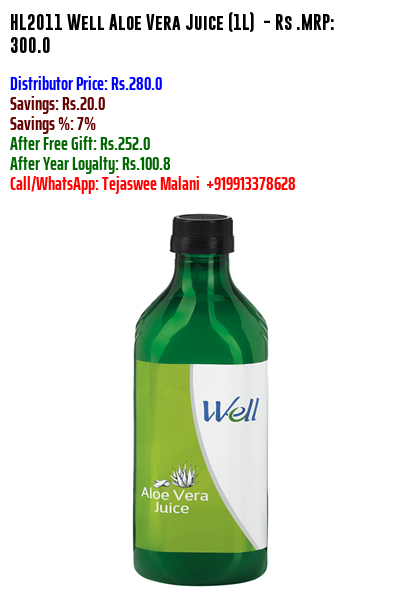 HL2011 Well Aloe Vera Juice (1L) - Rs .MRP:
300.0
Distributor Price: Rs.280.0
Savings: Rs.20.0
Savings %: 7%
After Free Gift: Rs.252.0
After Year Loyalty: Rs.100.8
Call/WhatsApp: Tejaswee Malani +919913378628
Well
Aloe Vera
Juice